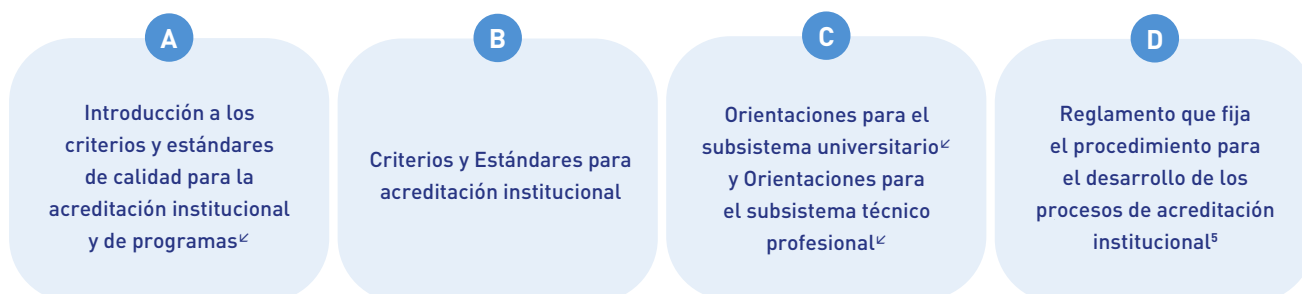 A
Introducción a los
criterios y estándares
de calidad para la
acreditación institucional
y de programas↙
B
Criterios y Estándares para
acreditación institucional
C
Orientaciones para el
subsistema universitario↙
y Orientaciones para
el subsistema técnico
profesional↙
D
Reglamento que fija
el procedimiento para
el desarrollo de los
procesos de acreditación
institucional⁵